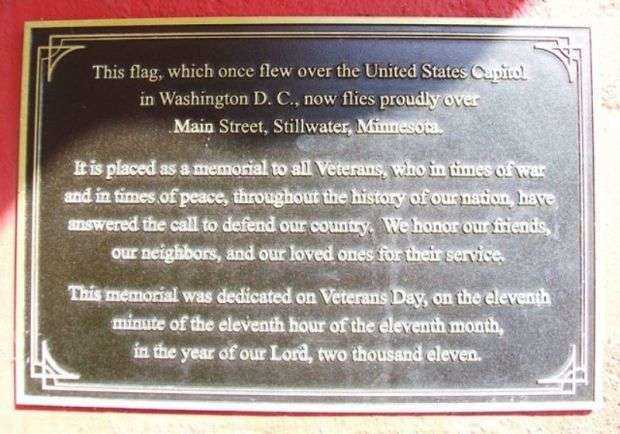 This flag, which once flew over the United States Capitol
in Washington D. C., now flies proudly over
Main Street, Stillwater, Minnesota.
It is placed as a memorial to all Veterans, who in times of war
and in times of peace, throughout the history of our nation, have
answered the call to defend our country. We honor our friends,
our neighbors, and our loved ones for their service.
This memorial was dedicated on Veterans Day, on the eleventh
minute of the eleventh hour of the eleventh month,
in the year of our Lord, two thousand eleven.